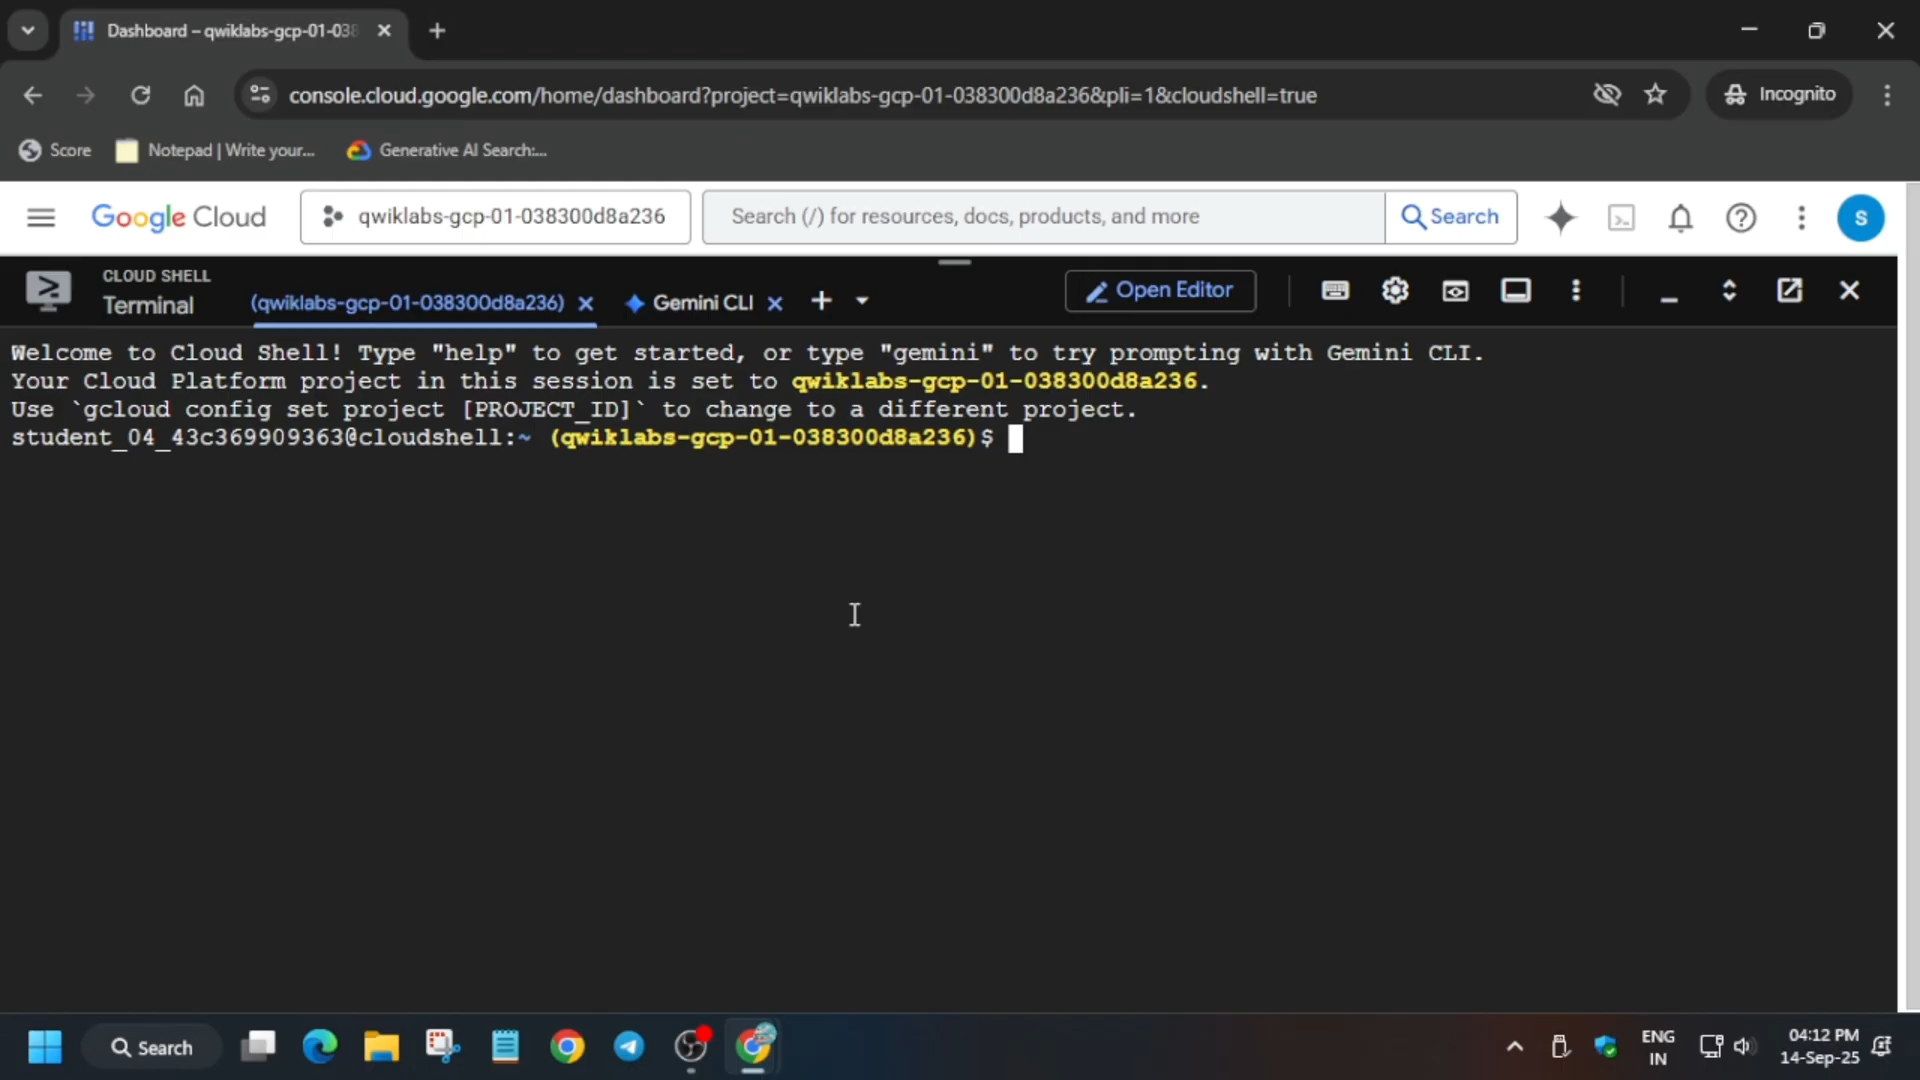 Dashboard – qwiklabs-gcp-01-038
console.cloud.google.com/home/dashboard?project=qwiklabs-gcp-01-038300d8a236&pli=1&cloudshell=true
Incognito
Score
Notepad | Write your...
Generative AI Search:...
Google Cloud
qwiklabs-gcp-01-038300d8a236
Search (/) for resources, docs, products, and more
Search
S
CLOUD SHELL
Terminal
(qwiklabs-gcp-01-038300d8a236)
Gemini CLI
Open Editor
Welcome to Cloud Shell! Type "help" to get started, or type "gemini" to try prompting with Gemini CLI.
Your Cloud Platform project in this session is set to qwiklabs-gcp-01-038300d8a236.
Use `gcloud config set project [PROJECT_ID]` to change to a different project.
student_04_43c369909363@cloudshell:~ (qwiklabs-gcp-01-038300d8a236)$
Search
ENG
IN
04:12 PM
14-Sep-25